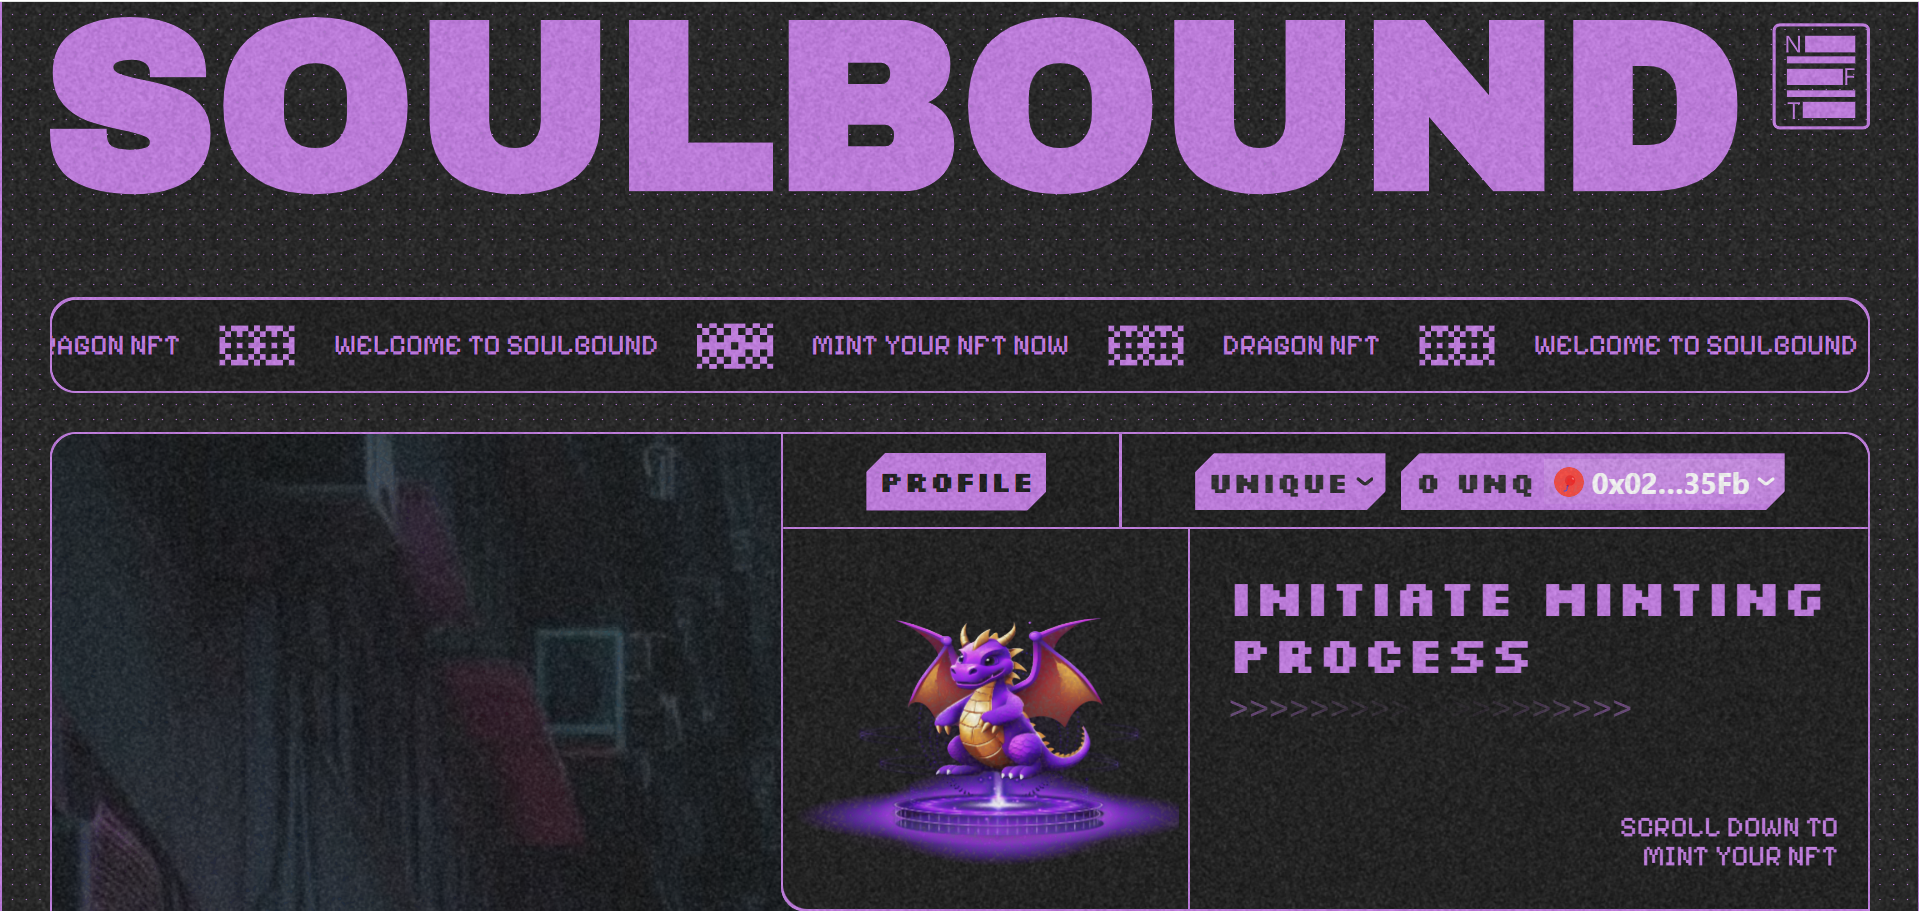 SOULBOUND
N
F
T
AGON NFT WELCOME TO SOULBOUND MINT YOUR NFT NOW DRAGON NFT WELCOME TO SOULBOUND
PROFILE
UNIQUE
0 UNQ 0x02...35Fb
INITIATE MINTING
PROCESS
>>>>>>> >>>>>>>
SCROLL DOWN TO
MINT YOUR NFT